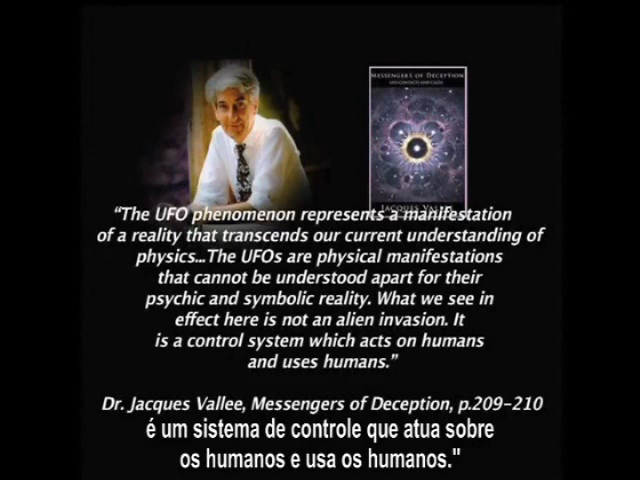 MESSENGERS OF DECEPTION
UFO CONTACTS AND CULTS
JACQUES VALLEE
“The UFO phenomenon represents a manifestation
of a reality that transcends our current understanding of
physics...The UFOs are physical manifestations
that cannot be understood apart for their
psychic and symbolic reality. What we see in
effect here is not an alien invasion. It
is a control system which acts on humans
and uses humans.”
Dr. Jacques Vallee, Messengers of Deception, p.209-210
é um sistema de controle que atua sobre
os humanos e usa os humanos."